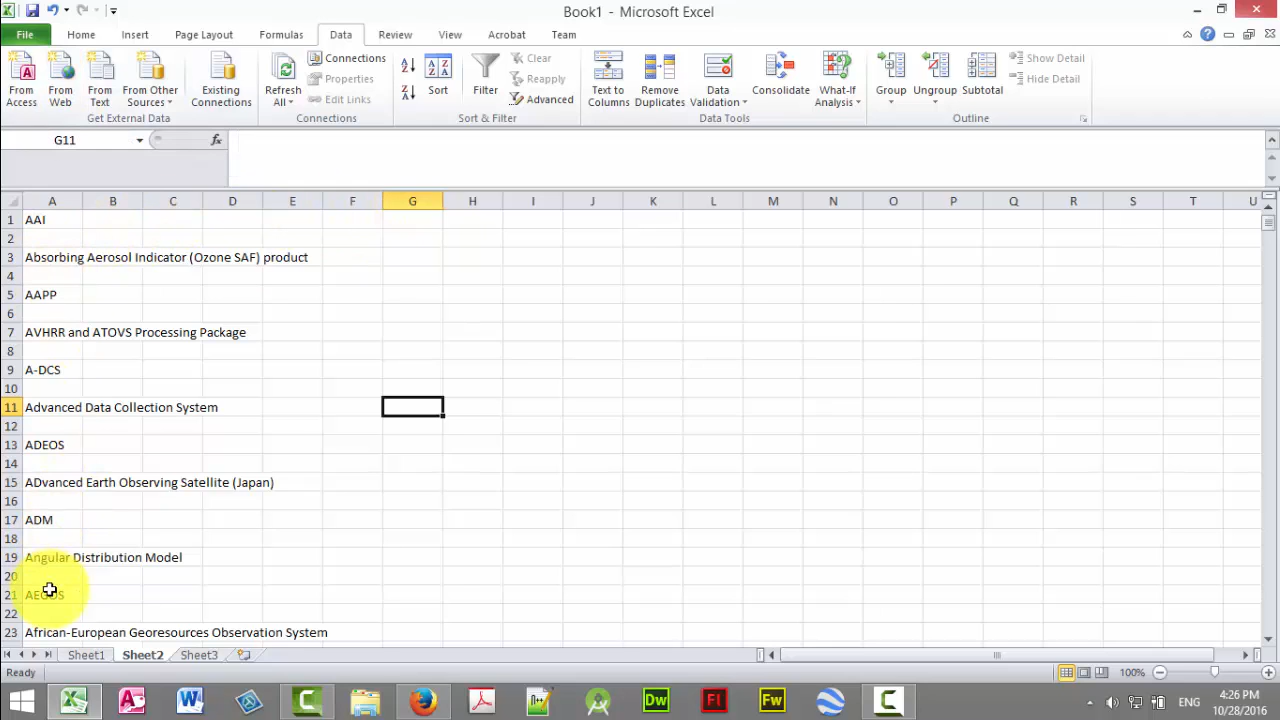 Book1 - Microsoft Excel
File Home Insert Page Layout Formulas Data Review View Acrobat Team
From Access
From Web
From Text
From Other Sources
Existing Connections
Get External Data
Refresh All
Connections
Properties
Edit Links
Connections
A Z
Z A
Sort
Filter
Clear
Reapply
Advanced
Sort & Filter
Text to Columns
Remove Duplicates
Data Validation
Consolidate
What-If Analysis
Data Tools
Group
Ungroup
Subtotal
Show Detail
Hide Detail
Outline
G11 fx
A B C D E F G H I J K L M N O P Q R S T U
1 AAI
2
3 Absorbing Aerosol Indicator (Ozone SAF) product
4
5 AAPP
6
7 AVHRR and ATOVS Processing Package
8
9 A-DCS
10
11 Advanced Data Collection System
12
13 ADEOS
14
15 ADvanced Earth Observing Satellite (Japan)
16
17 ADM
18
19 Angular Distribution Model
20
21 AEGOS
22
23 African-European Georesources Observation System
Sheet1 Sheet2 Sheet3
Ready 100%
Dw Fl Fw
ENG
4:26 PM
10/28/2016